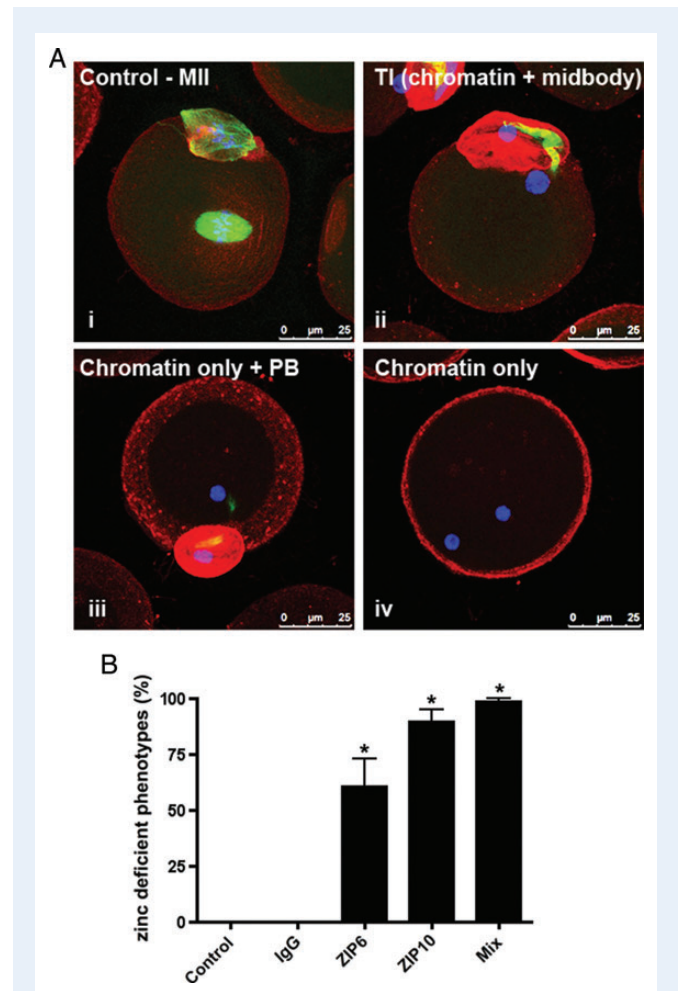 A
Control - MII
TI (chromatin + midbody)
i
0 µm 25
ii
0 µm 25
Chromatin only + PB
Chromatin only
iii
0 µm 25
iv
0 µm 25
B
zinc deficient phenotypes (%)
100
75
50
25
0
*
*
*
Control
IgG
ZIP6
ZIP10
Mix